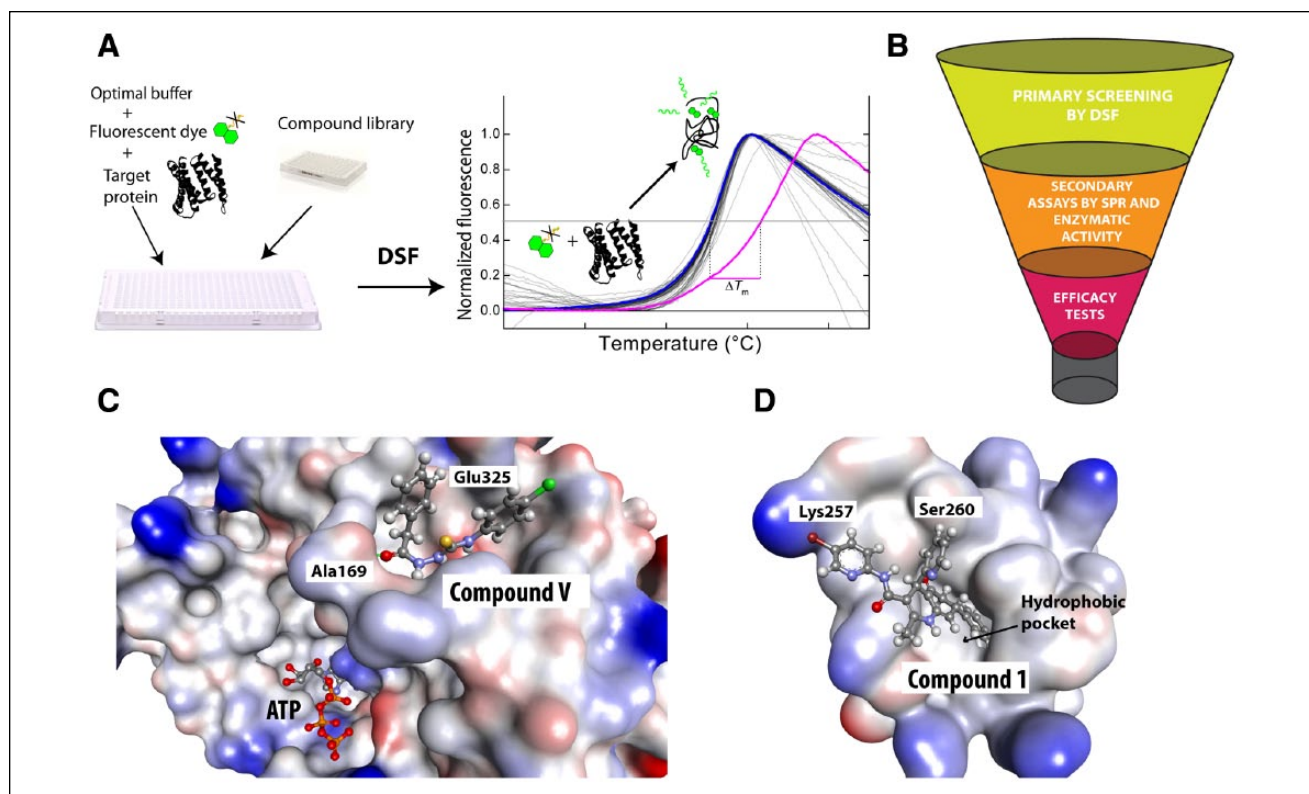 A
Optimal buffer
+
Fluorescent dye
+
Target
protein
Compound library
DSF
Normalized fluorescence
1.0
0.8
0.6
0.4
0.2
0.0
+
ΔTm
Temperature (°C)
B
PRIMARY SCREENING
BY DSF
SECONDARY
ASSAYS BY SPR AND
ENZYMATIC
ACTIVITY
EFFICACY
TESTS
C
Glu325
Ala169
Compound V
ATP
D
Lys257
Ser260
Hydrophobic
pocket
Compound 1